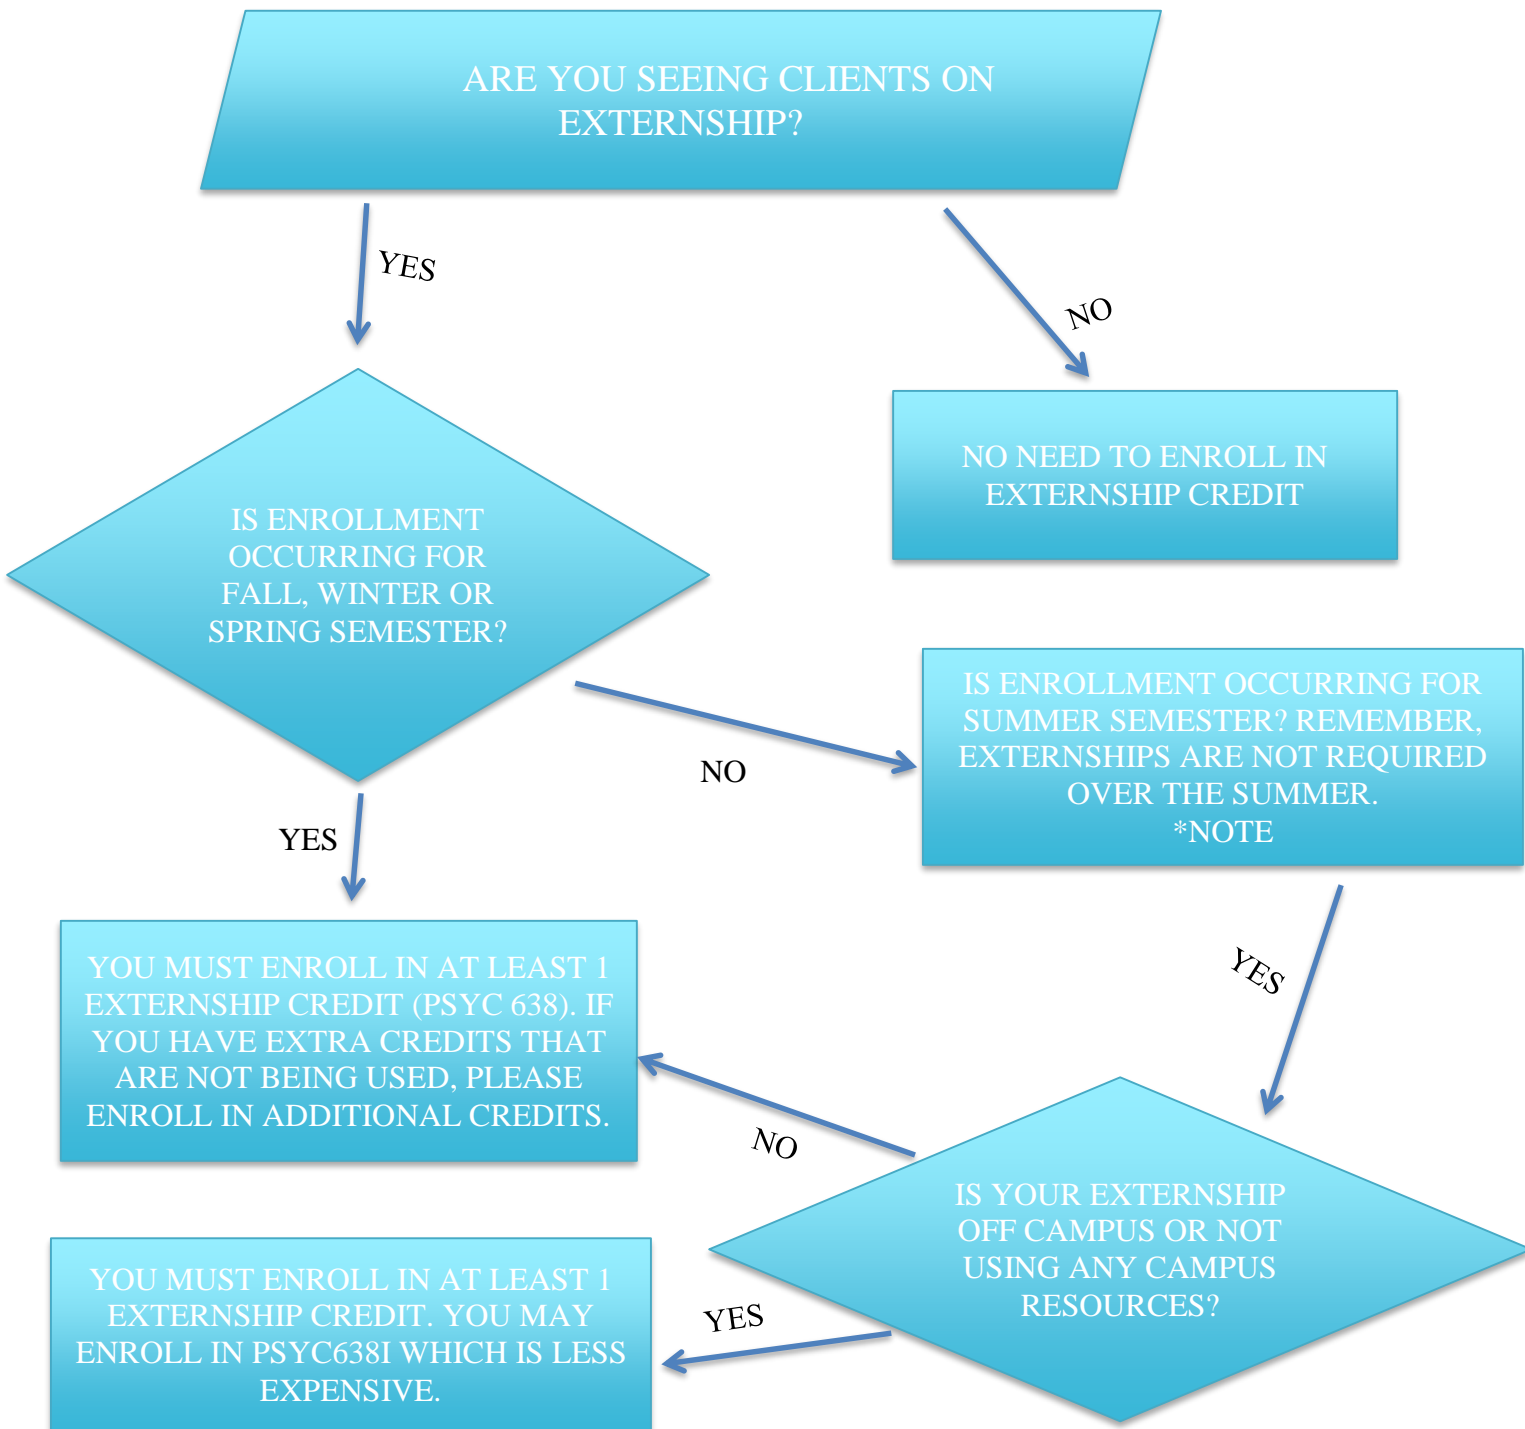 ARE YOU SEEING CLIENTS ON
EXTERNSHIP?
YES
NO
NO NEED TO ENROLL IN
EXTERNSHIP CREDIT
IS ENROLLMENT
OCCURRING FOR
FALL, WINTER OR
SPRING SEMESTER?
IS ENROLLMENT OCCURRING FOR
SUMMER SEMESTER? REMEMBER,
EXTERNSHIPS ARE NOT REQUIRED
OVER THE SUMMER.
*NOTE
NO
YES
YOU MUST ENROLL IN AT LEAST 1
EXTERNSHIP CREDIT (PSYC 638). IF
YOU HAVE EXTRA CREDITS THAT
ARE NOT BEING USED, PLEASE
ENROLL IN ADDITIONAL CREDITS.
YES
NO
IS YOUR EXTERNSHIP
OFF CAMPUS OR NOT
USING ANY CAMPUS
RESOURCES?
YES
YOU MUST ENROLL IN AT LEAST 1
EXTERNSHIP CREDIT. YOU MAY
ENROLL IN PSYC638I WHICH IS LESS
EXPENSIVE.